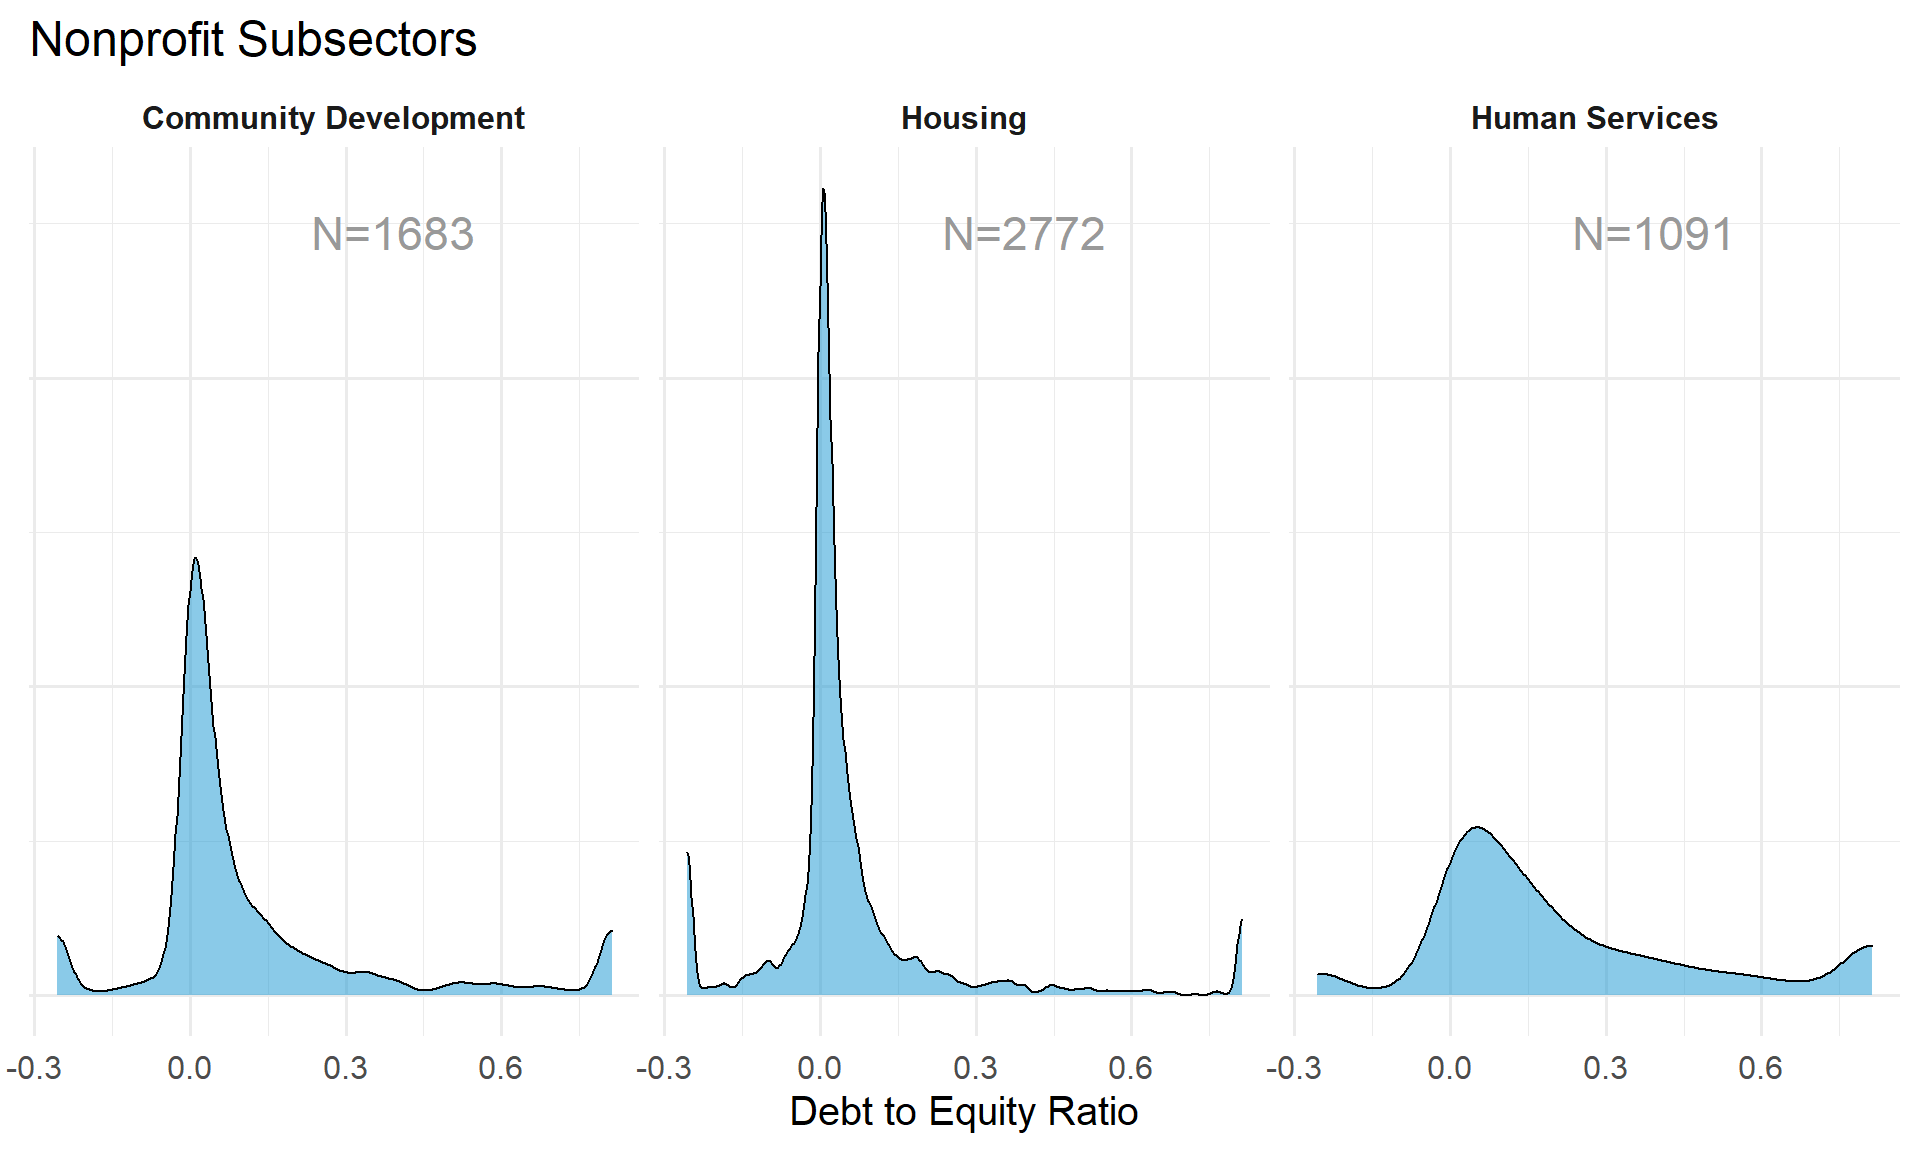 Nonprofit Subsectors
Community Development Housing Human Services
N=1683 N=2772 N=1091
-0.3 0.0 0.3 0.6 -0.3 0.0 0.3 0.6 -0.3 0.0 0.3 0.6
Debt to Equity Ratio